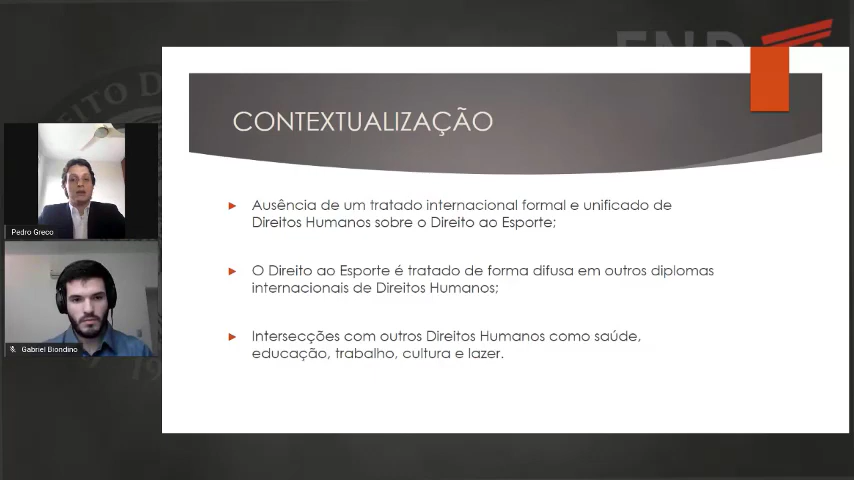 FND
EITO D
CONTEXTUALIZAÇÃO
► Ausência de um tratado internacional formal e unificado de
Direitos Humanos sobre o Direito ao Esporte;
► O Direito ao Esporte é tratado de forma difusa em outros diplomas
internacionais de Direitos Humanos;
► Intersecções com outros Direitos Humanos como saúde,
educação, trabalho, cultura e lazer.
Pedro Greco
Gabriel Biondino